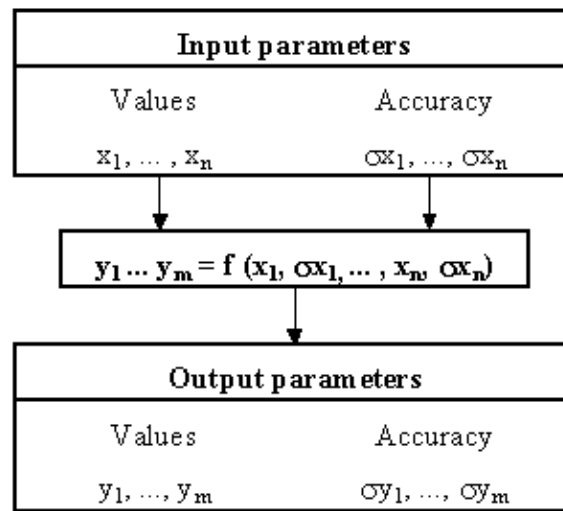 Input parameters
Values Accuracy
x₁, ... , xₙ σx₁, ..., σxₙ
y₁ ... yₘ = f (x₁, σx₁, ... , xₙ, σxₙ)
Output parameters
Values Accuracy
y₁, ..., yₘ σy₁, ..., σyₘ